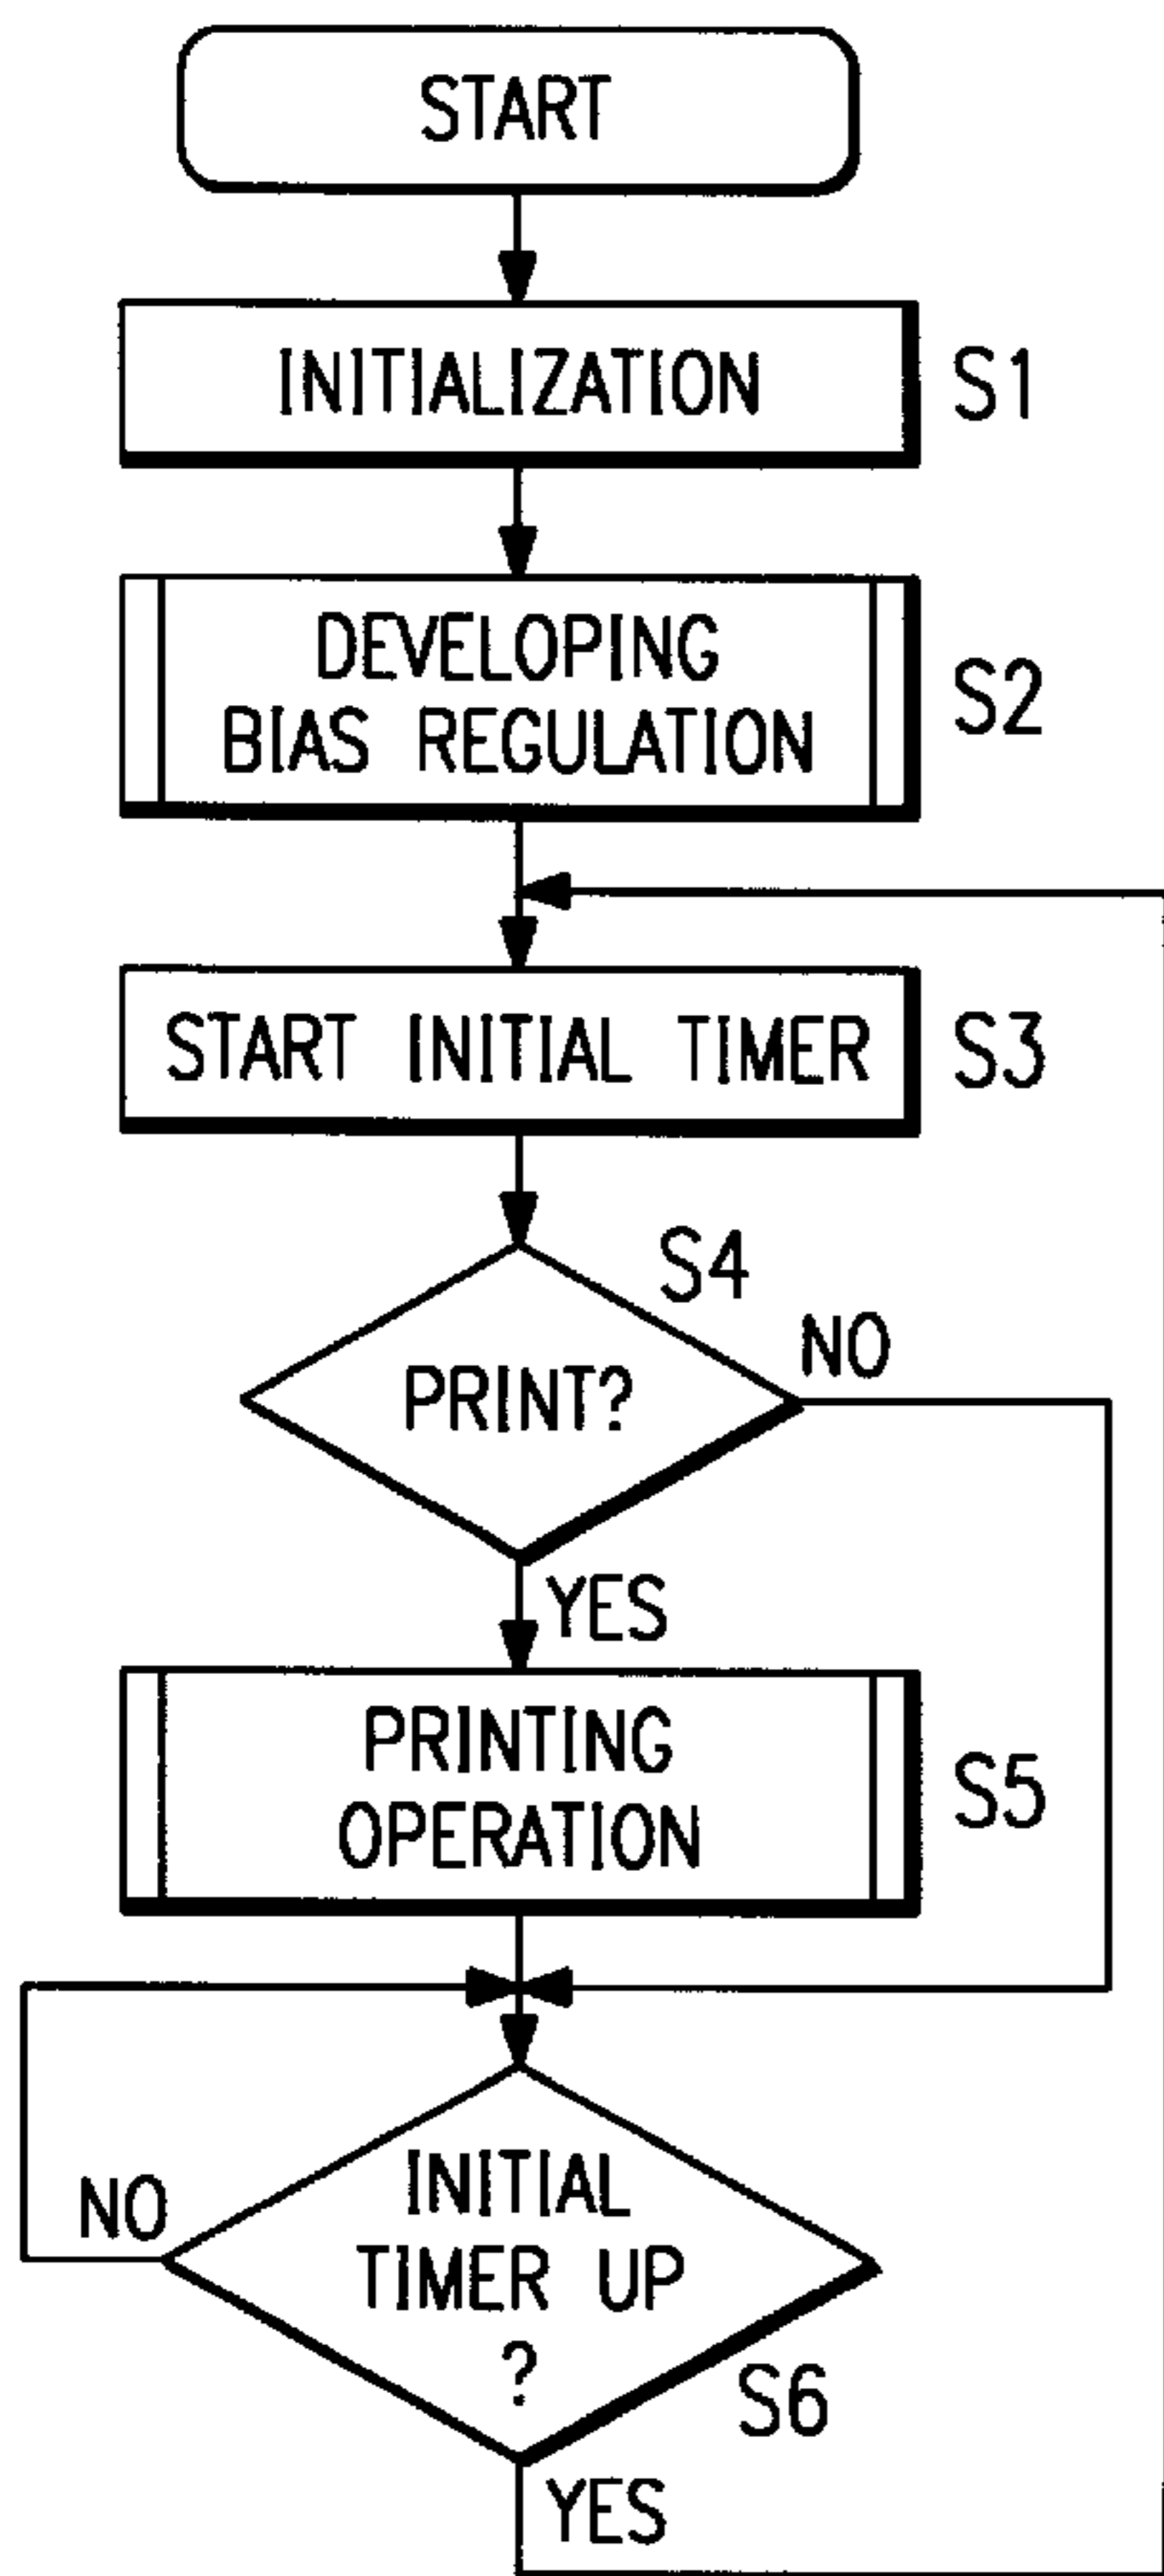 START
INITIALIZATION S1
DEVELOPING
BIAS REGULATION
S2
START INITIAL TIMER S3
S4
NO
PRINT?
YES
PRINTING
OPERATION
S5
INITIAL
NO
TIMER UP
?
S6
YES